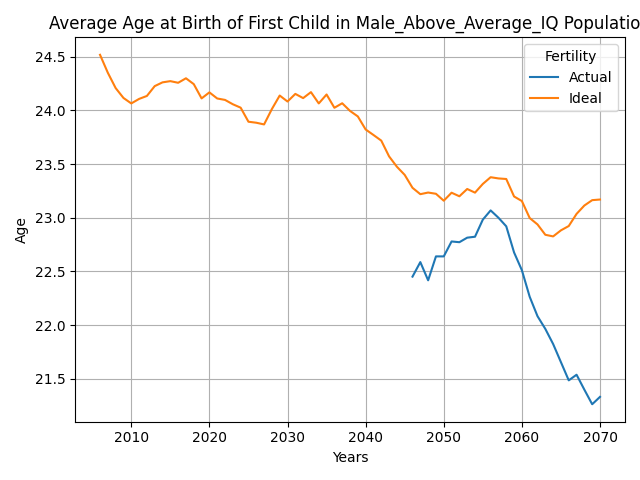 Average Age at Birth of First Child in Male_Above_Average_IQ Populatio
Fertility
Actual
Ideal
24.5
24.0
23.5
23.0
22.5
22.0
21.5
Age
2010
2020
2030
2040
2050
2060
2070
Years